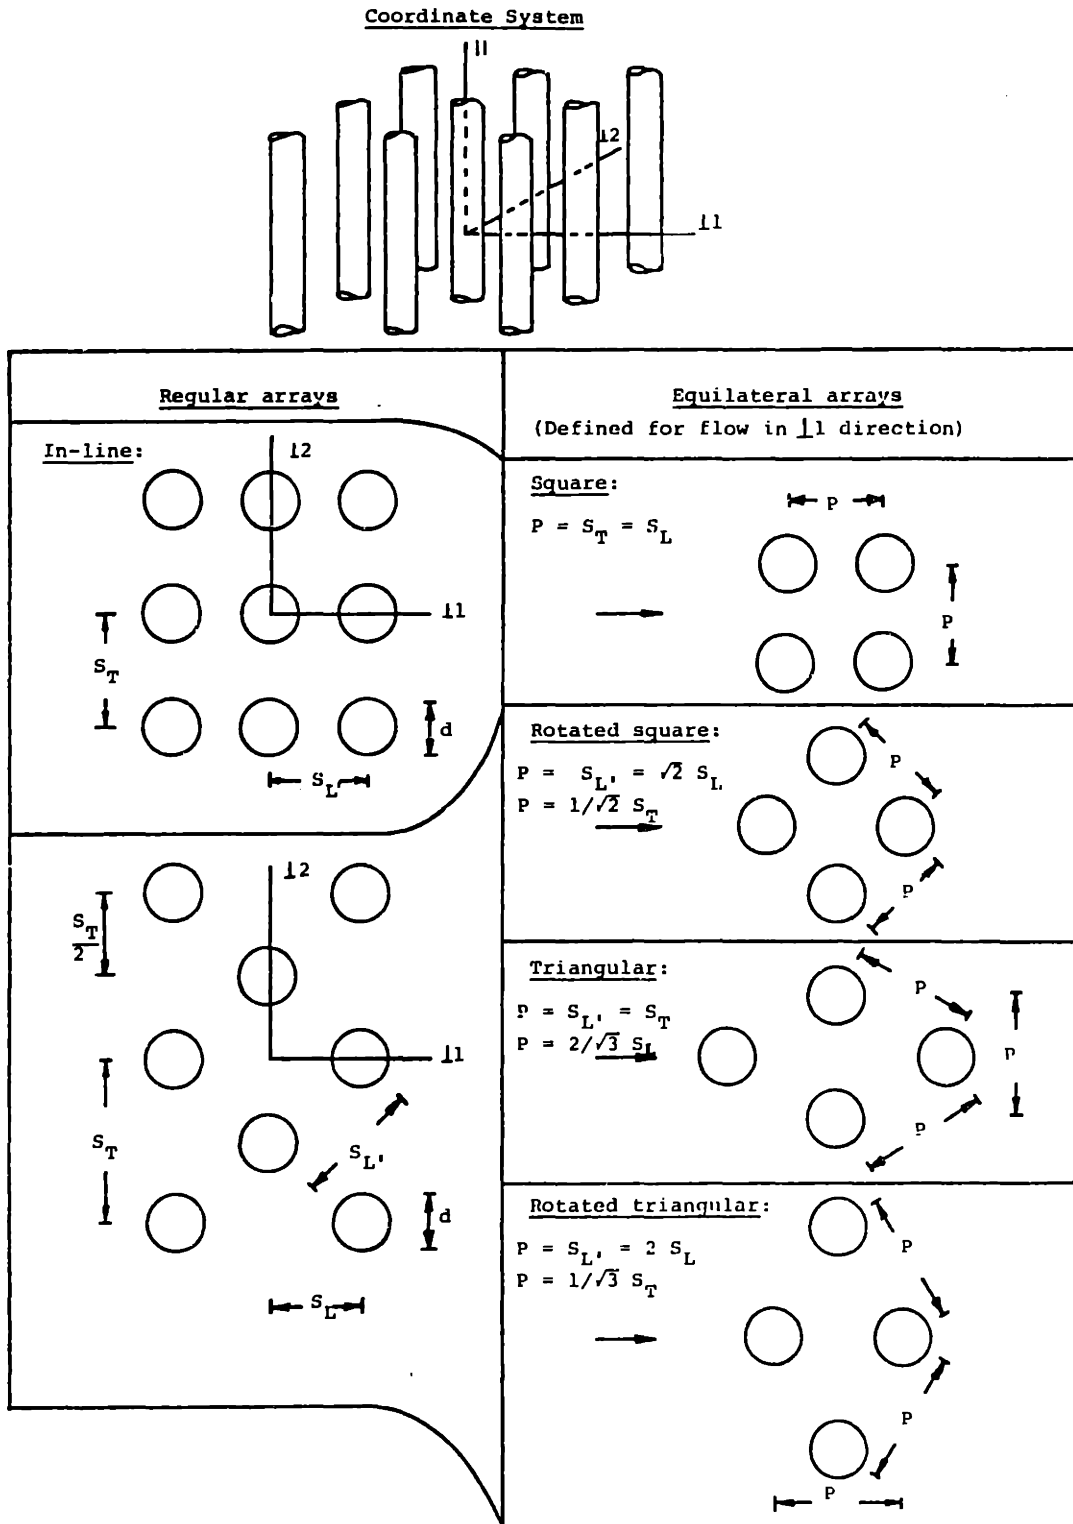 Coordinate System
||
⊥2
⊥1
Regular arrays
In-line:
⊥2
⊥1
S_T
d
S_L
⊥2
S_T/2
⊥1
S_T
S_L'
d
S_L
Equilateral arrays
(Defined for flow in ⊥1 direction)
Square:
P = S_T = S_L
P
P
Rotated square:
P = S_L' = √2 S_L
P = 1/√2 S_T
P
P
Triangular:
P = S_L' = S_T
P = 2/√3 S_L
P
P
P
Rotated triangular:
P = S_L' = 2 S_L
P = 1/√3 S_T
P
P
P